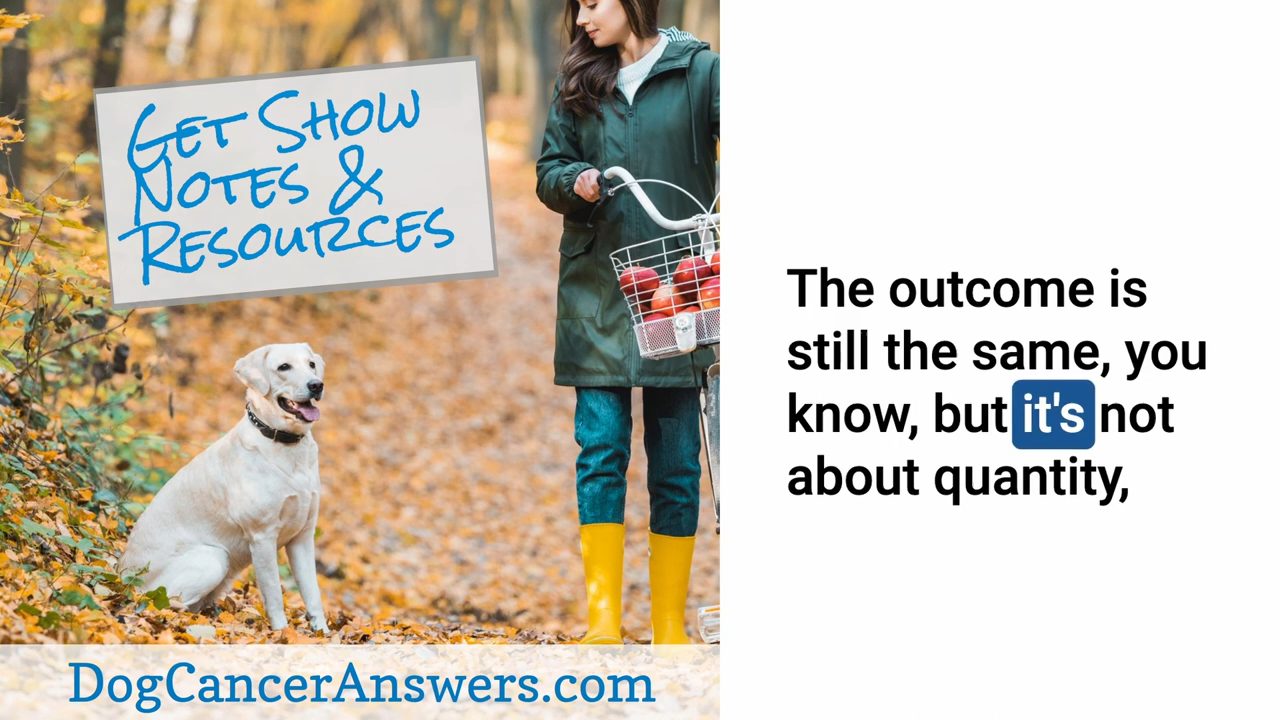 Get Show
Notes &
Resources
DogCancerAnswers.com
The outcome is
still the same, you
know, but it's not
about quantity,